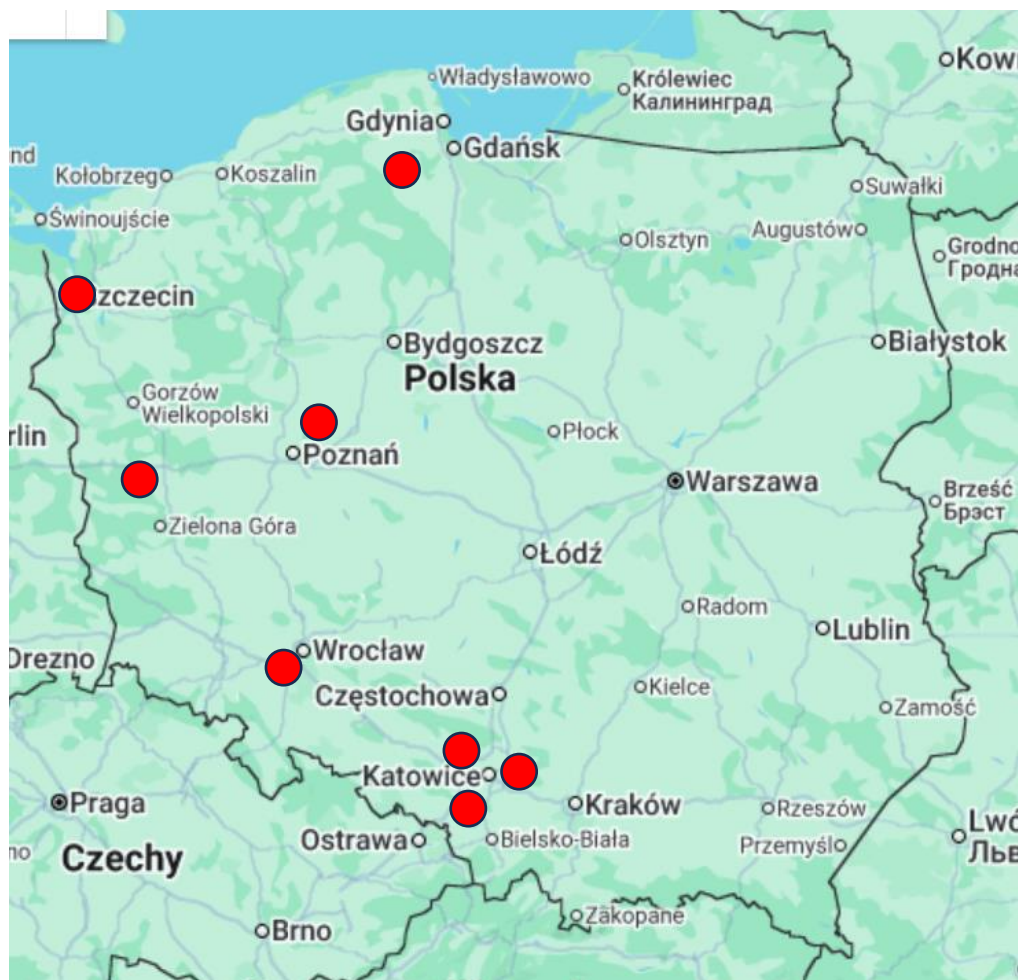 Władysławowo
Kown
Królewiec
Калининград
Gdynia
Gdańsk
nd
Kołobrzeg
Koszalin
Suwałki
Świnoujście
Augustów
Olsztyn
Grodno
Гродна
zczecin
Bydgoszcz
Białystok
Polska
Gorzów
Wielkopolski
rlin
Płock
Poznań
Warszawa
Brześć
Брэст
Zielona Góra
Łódź
Radom
Lublin
Drezno
Wrocław
Częstochowa
Kielce
Zamość
Katowice
Praga
Kraków
Rzeszów
Lwó
Льв
Ostrawa
Bielsko-Biała
Przemyśl
no
Czechy
Zakopane
Brno